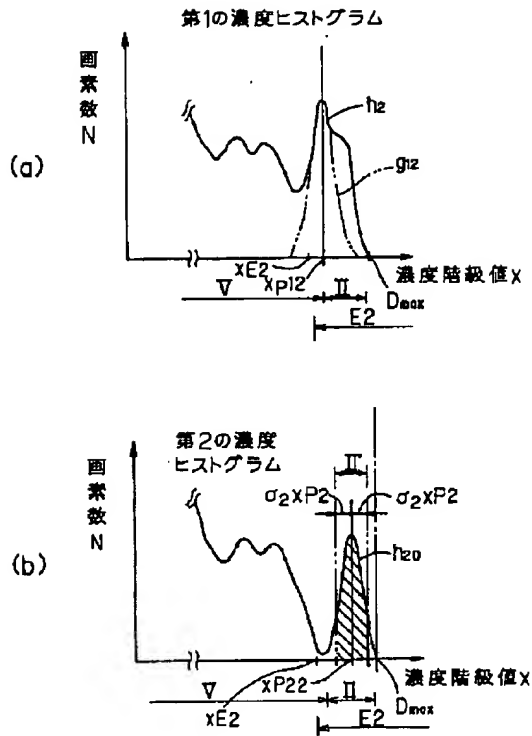 第1の濃度ヒストグラム
画素数
N
(a)
h2
g12
xE2
xP12
濃度階級値x
V
II
Dmax
E2
第2の濃度
ヒストグラム
画素数
N
(b)
II
σ2xP2
σ2xP2
h20
xP22
濃度階級値x
V
II
xE2
Dmax
E2